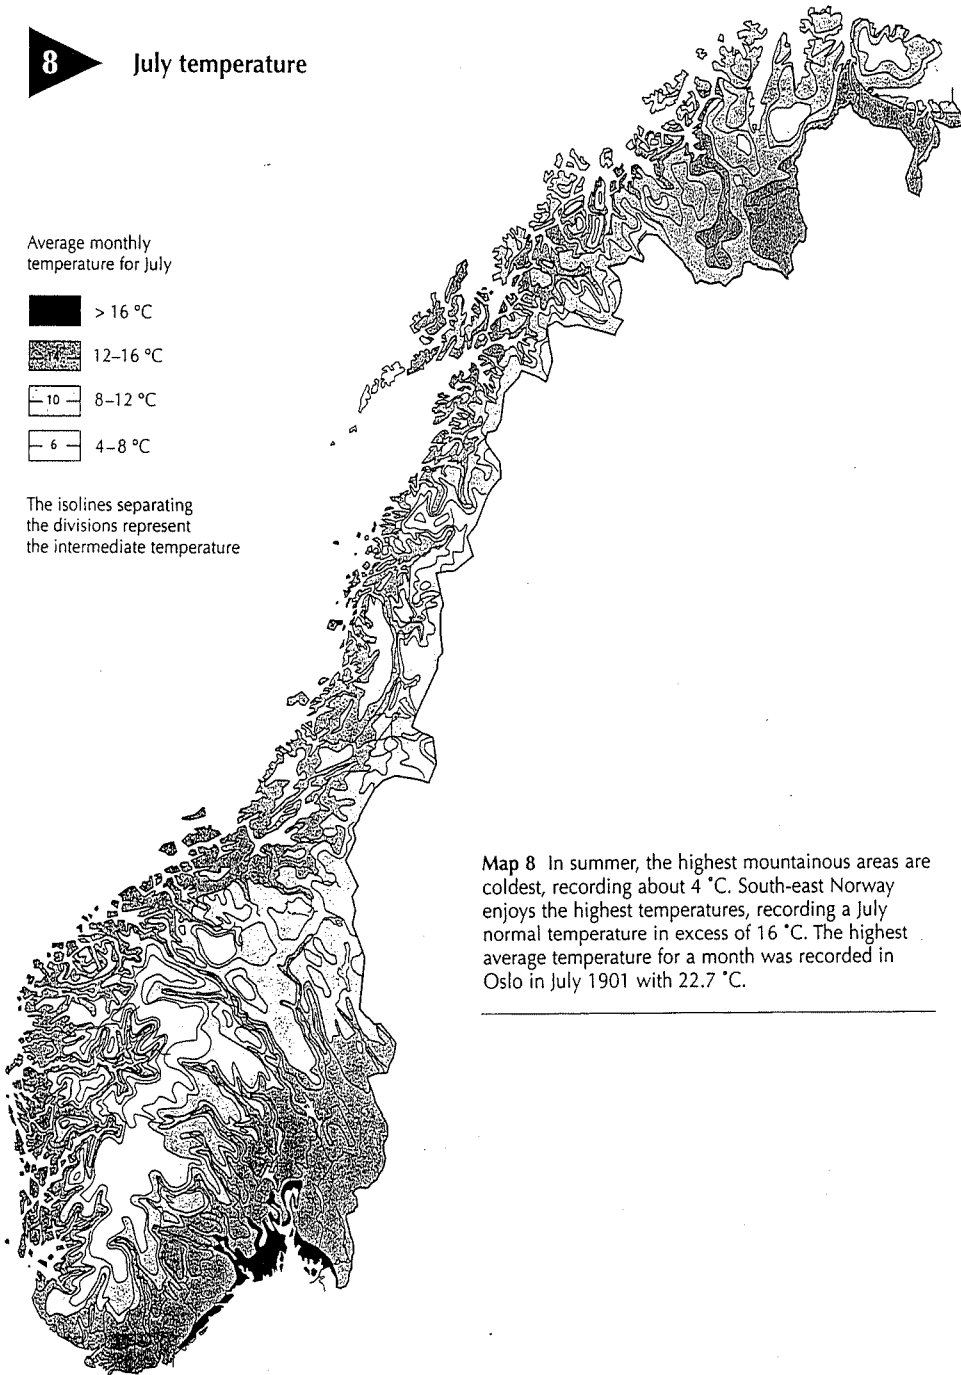 8 July temperature
Average monthly
temperature for July
> 16 °C
14
12–16 °C
10
8–12 °C
6
4–8 °C
The isolines separating
the divisions represent
the intermediate temperature
Map 8 In summer, the highest mountainous areas are
coldest, recording about 4 °C. South-east Norway
enjoys the highest temperatures, recording a July
normal temperature in excess of 16 °C. The highest
average temperature for a month was recorded in
Oslo in July 1901 with 22.7 °C.